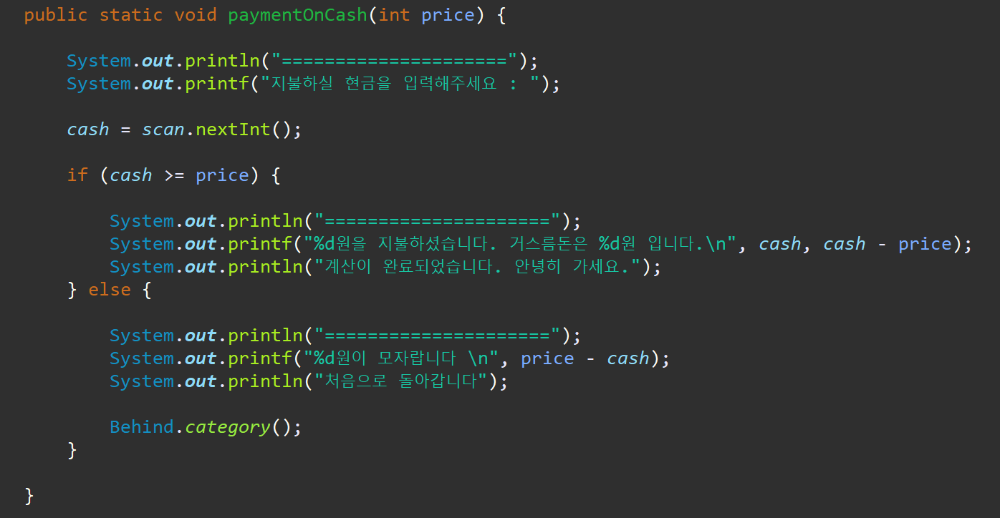 public static void paymentOnCash(int price) {
System.out.println("=====================");
System.out.printf("지불하실 현금을 입력해주세요 : ");
cash = scan.nextInt();
if (cash >= price) {
System.out.println("=====================");
System.out.printf("%d원을 지불하셨습니다. 거스름돈은 %d원 입니다.\n", cash, cash - price);
System.out.println("계산이 완료되었습니다. 안녕히 가세요.");
} else {
System.out.println("=====================");
System.out.printf("%d원이 모자랍니다 \n", price - cash);
System.out.println("처음으로 돌아갑니다");
Behind.category();
}
}